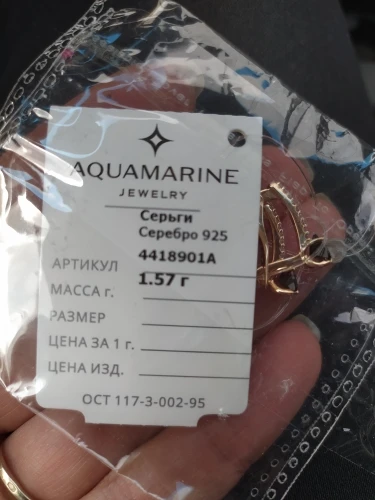 AQUAMARINE
JEWELRY
Серьги
Серебро 925
АРТИКУЛ 4418901А
МАССА г. 1.57 г
РАЗМЕР
ЦЕНА ЗА 1 г.
ЦЕНА ИЗД.
ОСТ 117-3-002-95